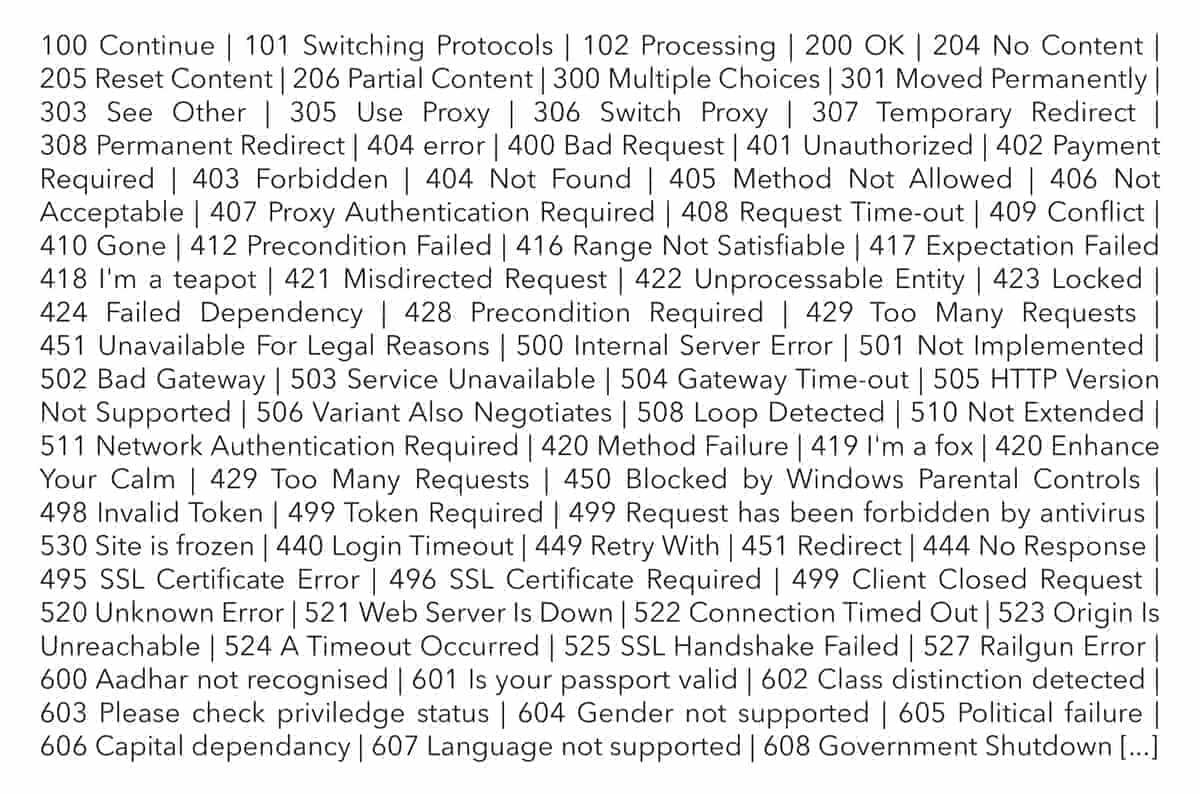 100 Continue | 101 Switching Protocols | 102 Processing | 200 OK | 204 No Content |
205 Reset Content | 206 Partial Content | 300 Multiple Choices | 301 Moved Permanently |
303 See Other | 305 Use Proxy | 306 Switch Proxy | 307 Temporary Redirect |
308 Permanent Redirect | 404 error | 400 Bad Request | 401 Unauthorized | 402 Payment
Required | 403 Forbidden | 404 Not Found | 405 Method Not Allowed | 406 Not
Acceptable | 407 Proxy Authentication Required | 408 Request Time-out | 409 Conflict |
410 Gone | 412 Precondition Failed | 416 Range Not Satisfiable | 417 Expectation Failed
418 I'm a teapot | 421 Misdirected Request | 422 Unprocessable Entity | 423 Locked |
424 Failed Dependency | 428 Precondition Required | 429 Too Many Requests |
451 Unavailable For Legal Reasons | 500 Internal Server Error | 501 Not Implemented |
502 Bad Gateway | 503 Service Unavailable | 504 Gateway Time-out | 505 HTTP Version
Not Supported | 506 Variant Also Negotiates | 508 Loop Detected | 510 Not Extended |
511 Network Authentication Required | 420 Method Failure | 419 I'm a fox | 420 Enhance
Your Calm | 429 Too Many Requests | 450 Blocked by Windows Parental Controls |
498 Invalid Token | 499 Token Required | 499 Request has been forbidden by antivirus |
530 Site is frozen | 440 Login Timeout | 449 Retry With | 451 Redirect | 444 No Response |
495 SSL Certificate Error | 496 SSL Certificate Required | 499 Client Closed Request |
520 Unknown Error | 521 Web Server Is Down | 522 Connection Timed Out | 523 Origin Is
Unreachable | 524 A Timeout Occurred | 525 SSL Handshake Failed | 527 Railgun Error |
600 Aadhar not recognised | 601 Is your passport valid | 602 Class distinction detected |
603 Please check priviledge status | 604 Gender not supported | 605 Political failure |
606 Capital dependancy | 607 Language not supported | 608 Government Shutdown [...]